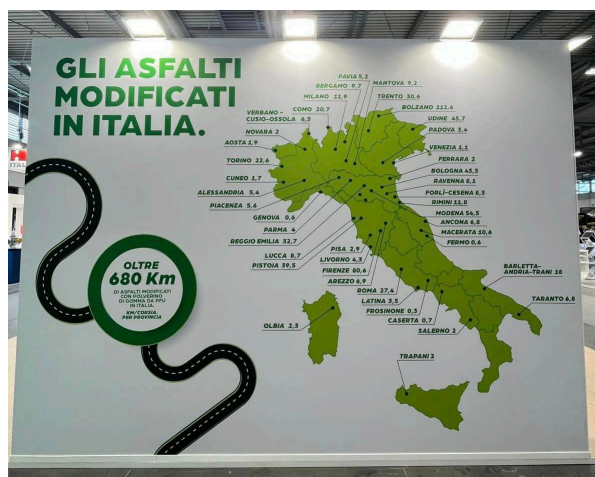 GLI ASFALTI
MODIFICATI
IN ITALIA.
PAVIA 5,2
MANTOVA 9,2
BERGAMO 9,7
TRENTO 30,6
MILANO 11,9
BOLZANO 112,6
COMO 20,7
VERBANO –
CUSIO-OSSOLA 6,3
UDINE 45,7
NOVARA 2
PADOVA 3,4
AOSTA 1,9
VENEZIA 1,1
TORINO 22,6
FERRARA 2
BOLOGNA 43,3
CUNEO 1,7
RAVENNA 8,1
ALESSANDRIA 5,4
FORLÌ-CESENA 8,3
PIACENZA 5,6
RIMINI 11,8
GENOVA 0,6
MODENA 54,5
PARMA 4
ANCONA 6,8
REGGIO EMILIA 32,7
MACERATA 10,6
FERMO 0,6
LUCCA 8,7
PISA 2,9
PISTOIA 39,5
LIVORNO 4,3
FIRENZE 80,6
AREZZO 6,9
BARLETTA-
ANDRIA-TRANI 18
ROMA 27,4
LATINA 3,5
TARANTO 6,8
FROSINONE 0,3
CASERTA 0,7
SALERNO 2
OLBIA 2,3
TRAPANI 2
OLTRE
680 Km
DI ASFALTI MODIFICATI
CON POLVERINO
DI GOMMA DA PFU
IN ITALIA.
KM/CORSIA,
PER PROVINCIA